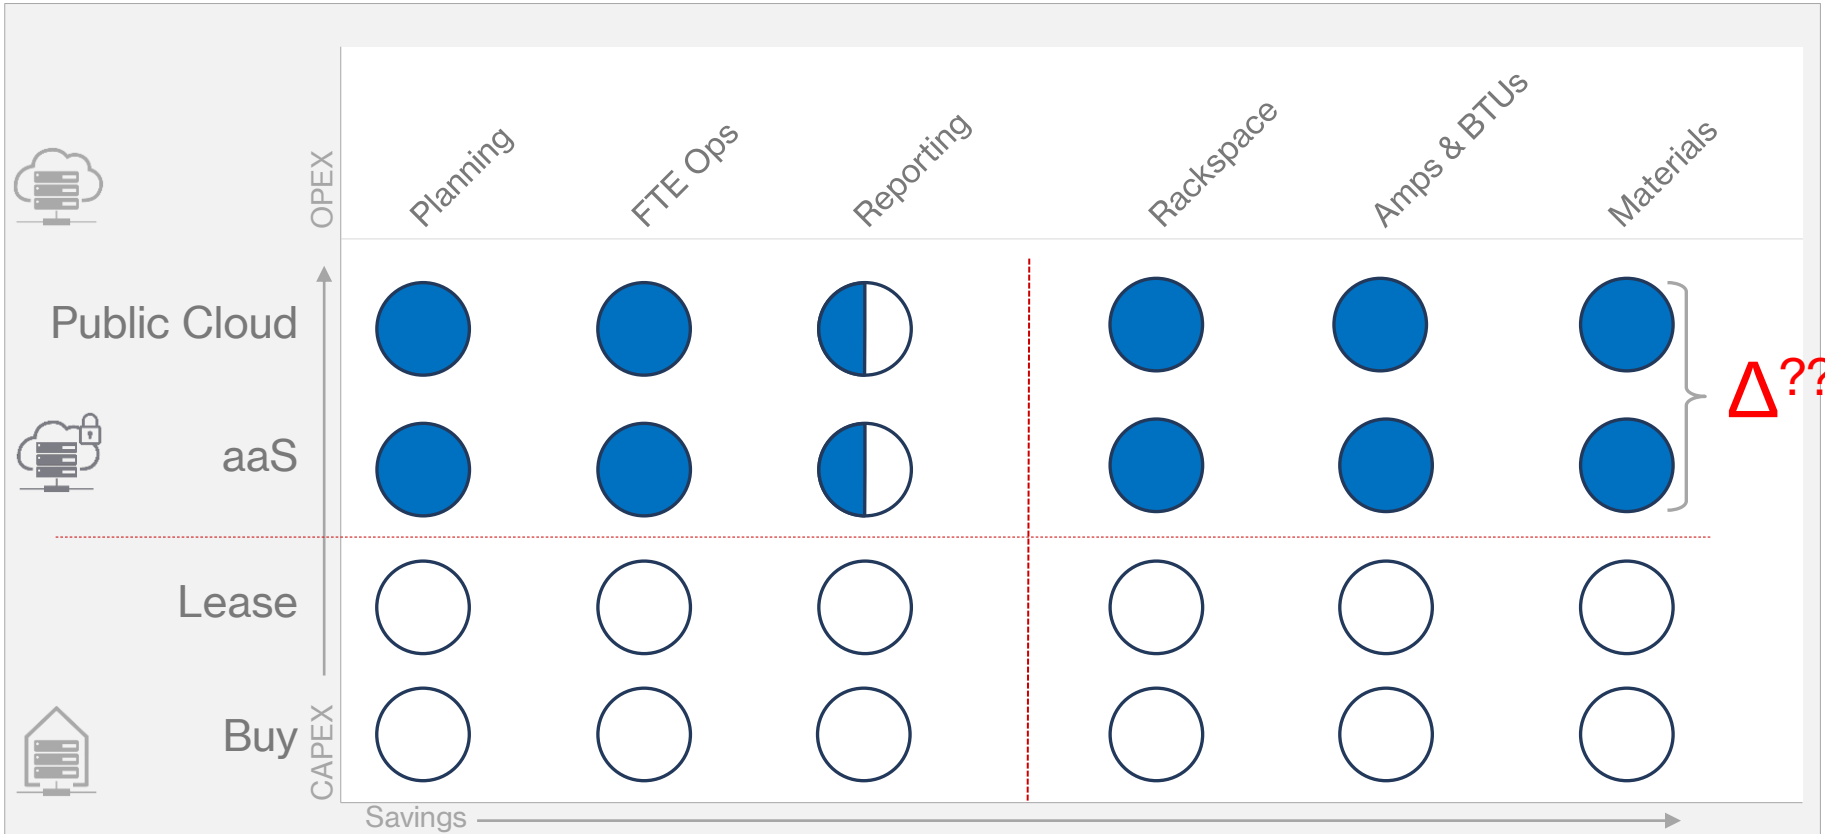 OPEX
Planning
FTE Ops
Reporting
Rackspace
Amps & BTUs
Materials
Public Cloud
Δ??
aaS
Lease
Buy
CAPEX
Savings